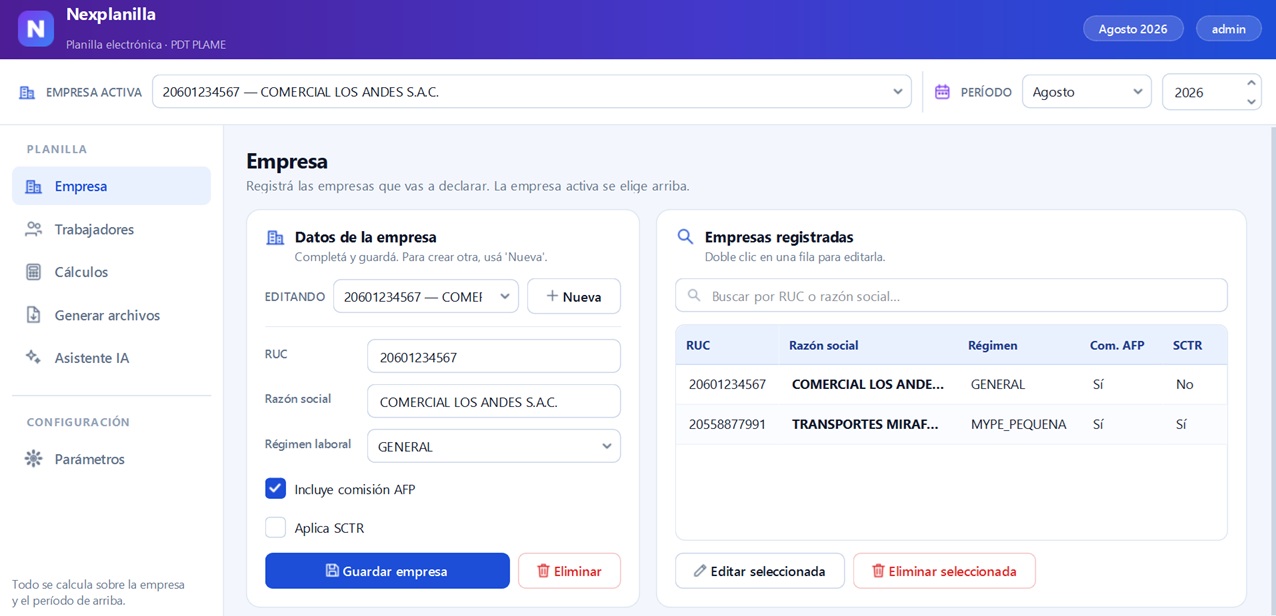 N
Nexplanilla
Planilla electrónica · PDT PLAME
Agosto 2026
admin
EMPRESA ACTIVA
20601234567 — COMERCIAL LOS ANDES S.A.C.
PERÍODO
Agosto
2026
PLANILLA
Empresa
Trabajadores
Cálculos
Generar archivos
Asistente IA
CONFIGURACIÓN
Parámetros
Todo se calcula sobre la empresa
y el período de arriba.
Empresa
Registrá las empresas que vas a declarar. La empresa activa se elige arriba.
Datos de la empresa
Completá y guardá. Para crear otra, usá 'Nueva'.
EDITANDO
20601234567 — COMEF
Nueva
RUC
20601234567
Razón social
COMERCIAL LOS ANDES S.A.C.
Régimen laboral
GENERAL
Incluye comisión AFP
Aplica SCTR
Guardar empresa
Eliminar
Empresas registradas
Doble clic en una fila para editarla.
Buscar por RUC o razón social...
RUC Razón social Régimen Com. AFP SCTR
20601234567 COMERCIAL LOS ANDE... GENERAL Sí No
20558877991 TRANSPORTES MIRAF... MYPE_PEQUENA Sí Sí
Editar seleccionada
Eliminar seleccionada